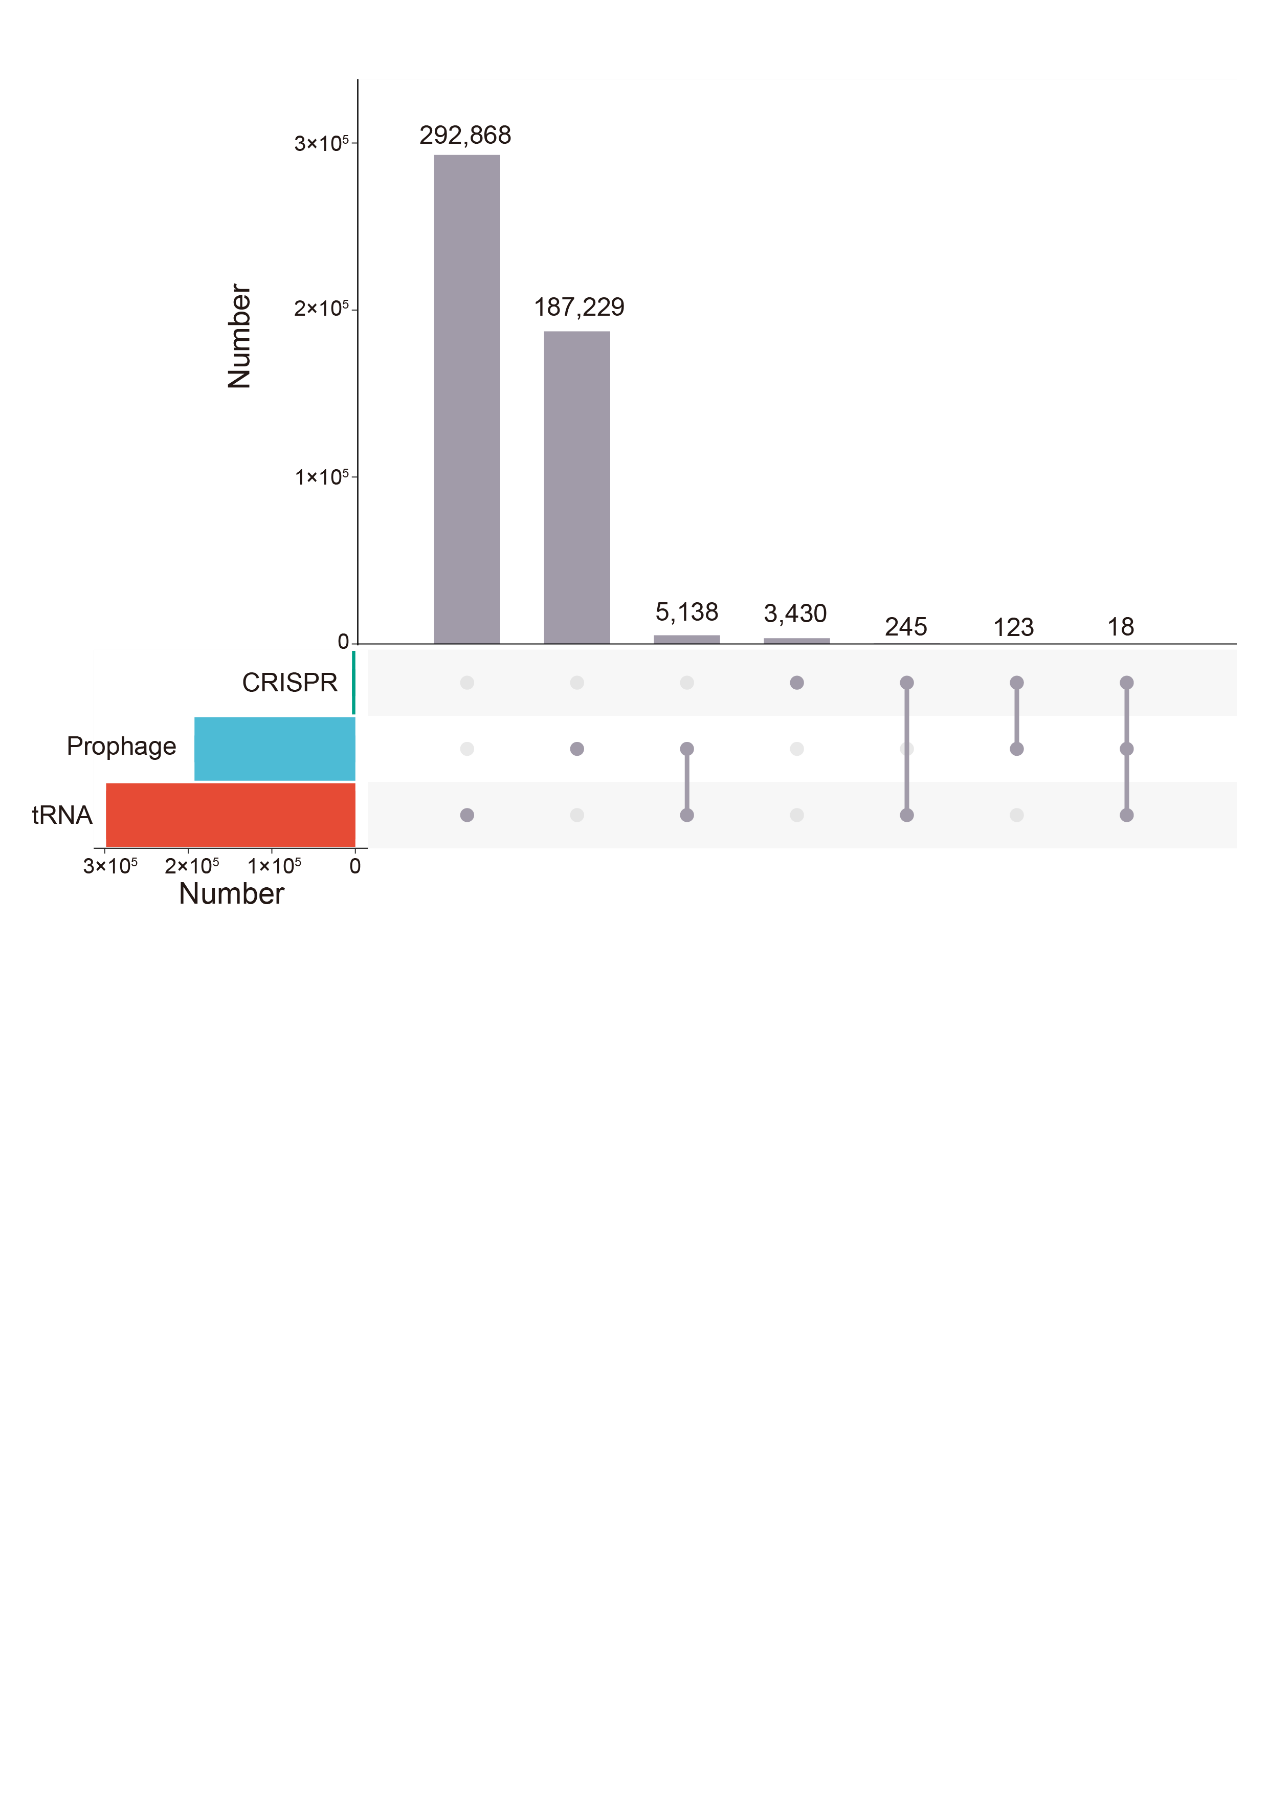 292,868
3×10⁵
187,229
2×10⁵
Number
1×10⁵
5,138
3,430
245
123
18
0
CRISPR
Prophage
tRNA
3×10⁵ 2×10⁵ 1×10⁵ 0
Number